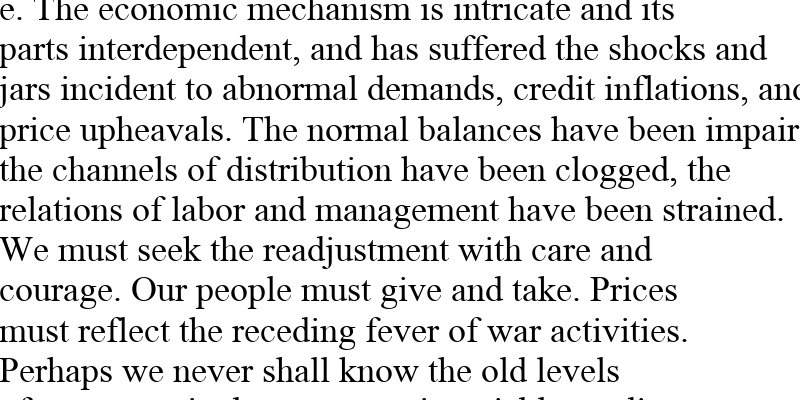 e. The economic mechanism is intricate and its
parts interdependent, and has suffered the shocks and
jars incident to abnormal demands, credit inflations, and
price upheavals. The normal balances have been impair
the channels of distribution have been clogged, the
relations of labor and management have been strained.
We must seek the readjustment with care and
courage. Our people must give and take. Prices
must reflect the receding fever of war activities.
Perhaps we never shall know the old levels